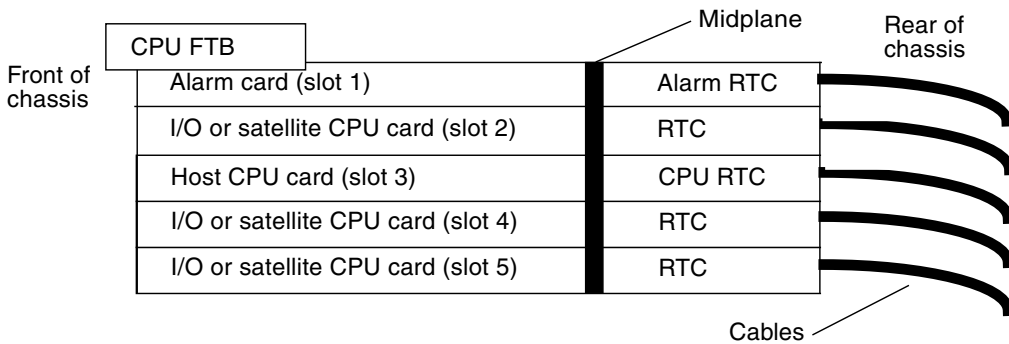 Midplane
Rear of
chassis
CPU FTB
Front of
chassis
Alarm card (slot 1)
Alarm RTC
I/O or satellite CPU card (slot 2)
RTC
Host CPU card (slot 3)
CPU RTC
I/O or satellite CPU card (slot 4)
RTC
I/O or satellite CPU card (slot 5)
RTC
Cables